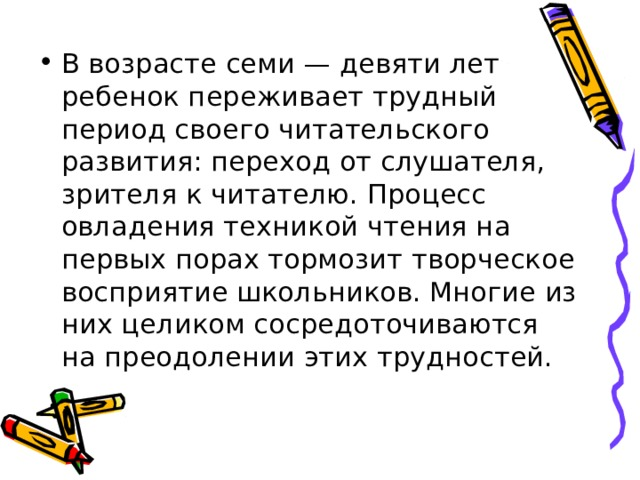 • В возрасте семи — девяти лет
ребенок переживает трудный
период своего читательского
развития: переход от слушателя,
зрителя к читателю. Процесс
овладения техникой чтения на
первых порах тормозит творческое
восприятие школьников. Многие из
них целиком сосредоточиваются
на преодолении этих трудностей.